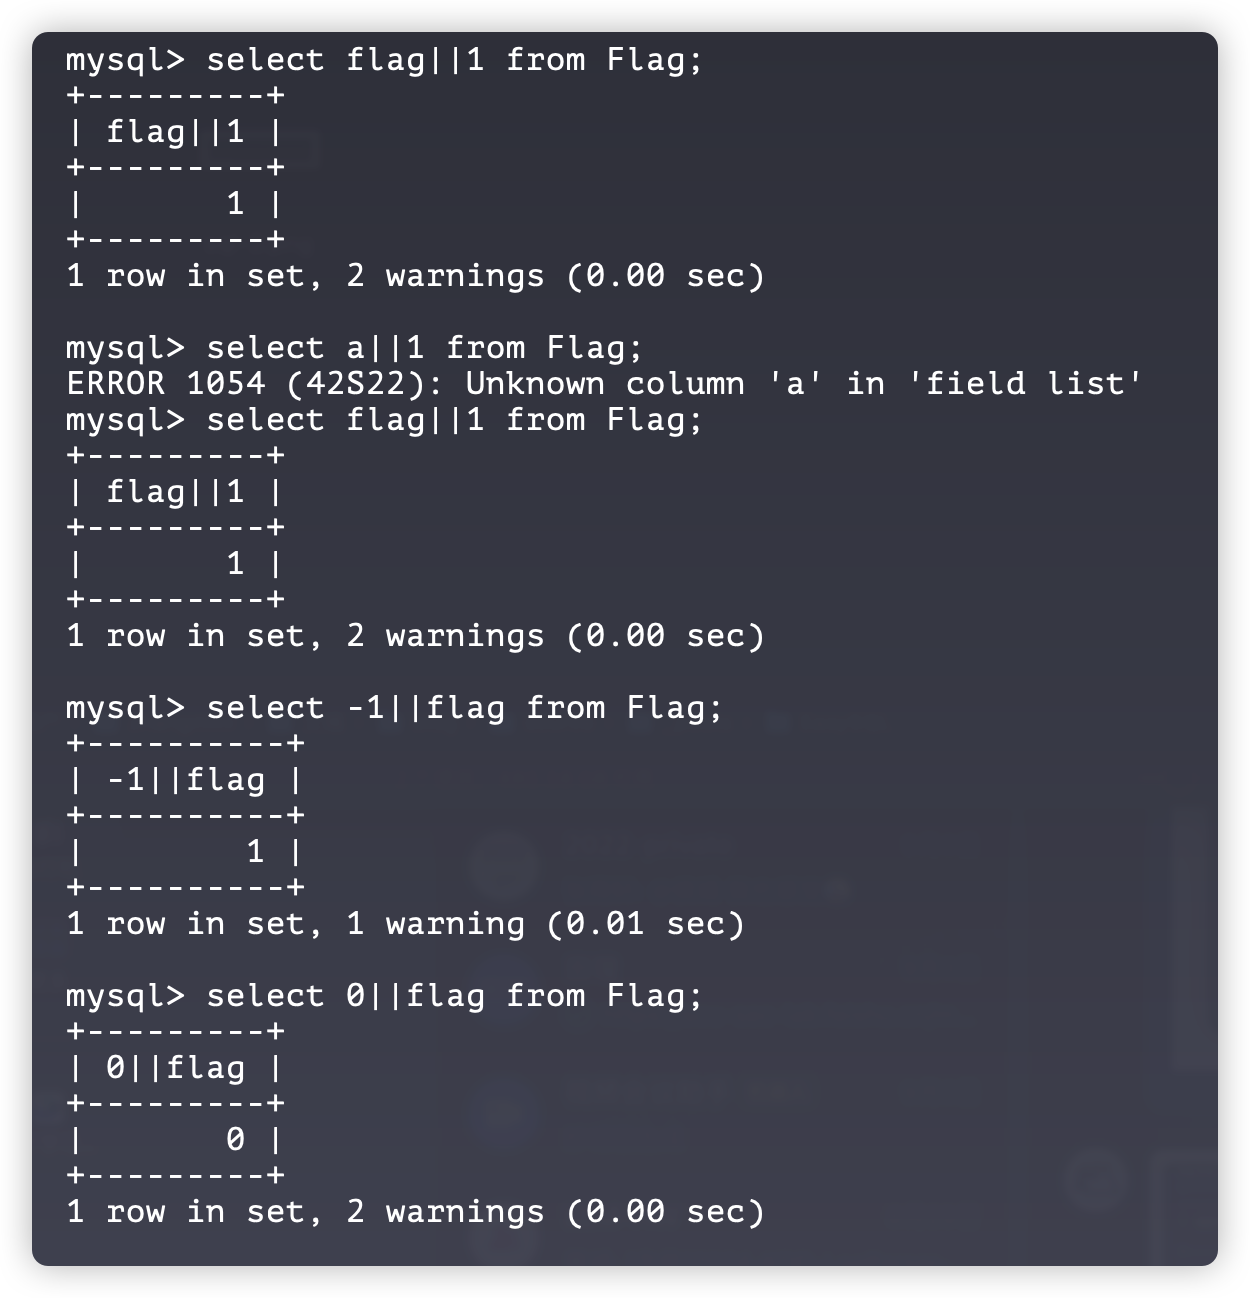 mysql> select flag||1 from Flag;
+---------+
| flag||1 |
+---------+
|       1 |
+---------+
1 row in set, 2 warnings (0.00 sec)

mysql> select a||1 from Flag;
ERROR 1054 (42S22): Unknown column 'a' in 'field list'
mysql> select flag||1 from Flag;
+---------+
| flag||1 |
+---------+
|       1 |
+---------+
1 row in set, 2 warnings (0.00 sec)

mysql> select -1||flag from Flag;
+----------+
| -1||flag |
+----------+
|        1 |
+----------+
1 row in set, 1 warning (0.01 sec)

mysql> select 0||flag from Flag;
+---------+
| 0||flag |
+---------+
|       0 |
+---------+
1 row in set, 2 warnings (0.00 sec)